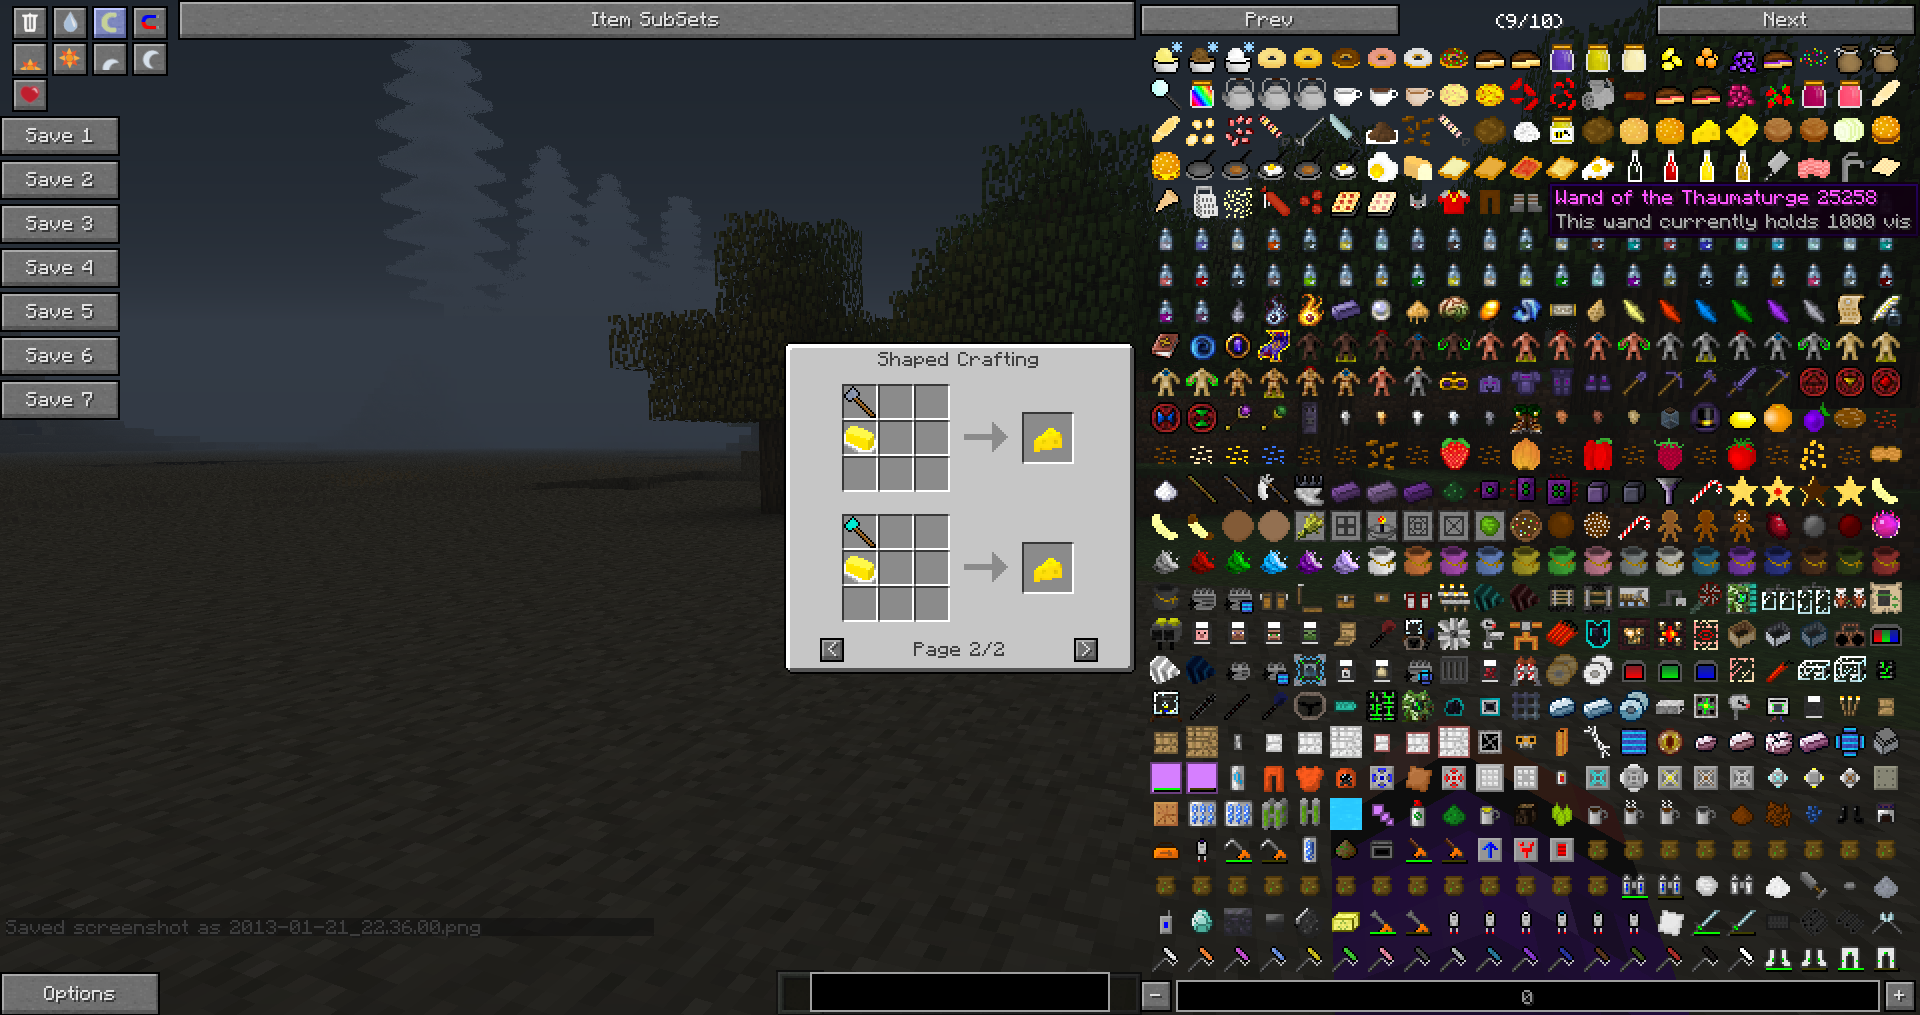 Item SubSets
Prev
(9/10)
Next
Save 1
Save 2
Save 3
Save 4
Save 5
Save 6
Save 7
Wand of the Thaumaturge 25258
This wand currently holds 1000 vis
Shaped Crafting
<
Page 2/2
>
Saved screenshot as 2013-01-21_22.36.00.png
Options
-
0
+